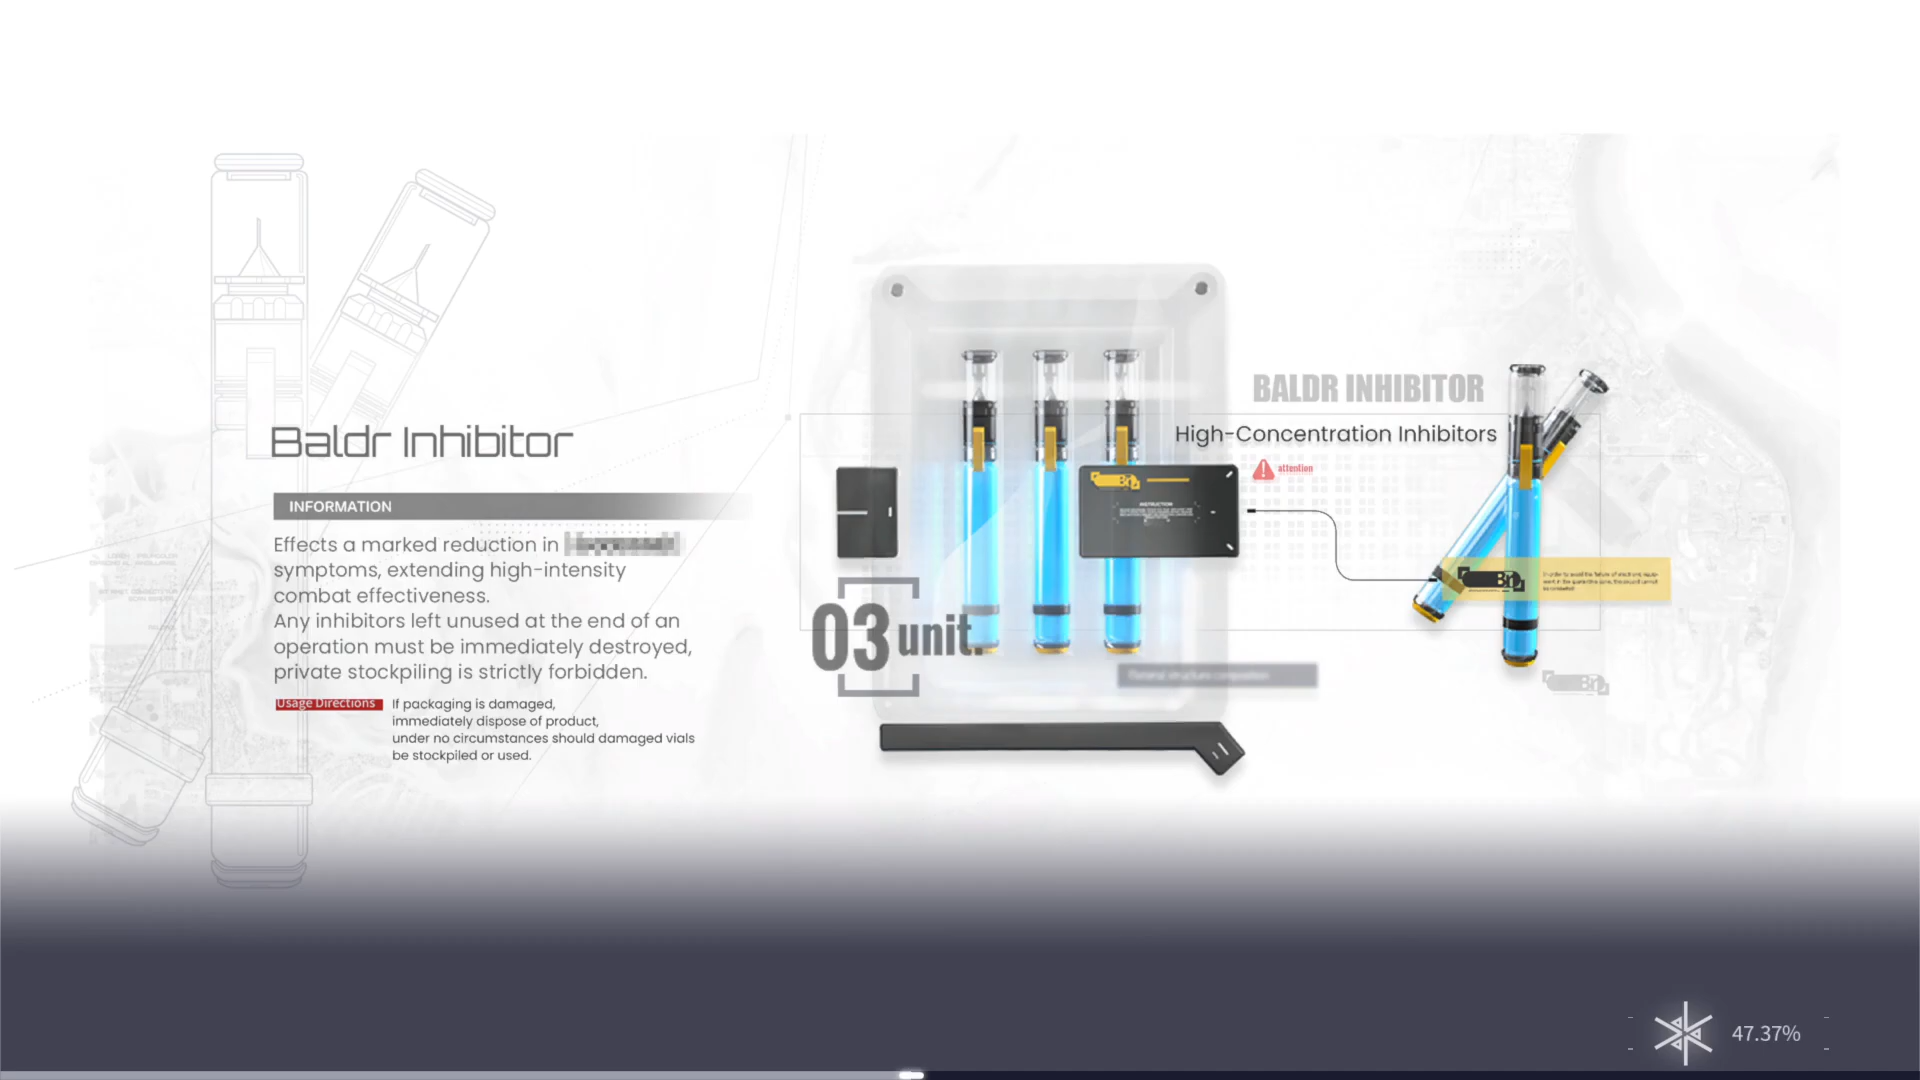 Baldr Inhibitor
INFORMATION
Effects a marked reduction in
symptoms, extending high-intensity
combat effectiveness.
Any inhibitors left unused at the end of an
operation must be immediately destroyed,
private stockpiling is strictly forbidden.
Usage Directions
If packaging is damaged,
immediately dispose of product,
under no circumstances should damaged vials
be stockpiled or used.
03 unit.
INSTRUCTION
BALDR INHIBITOR
High-Concentration Inhibitors
attention
47.37%